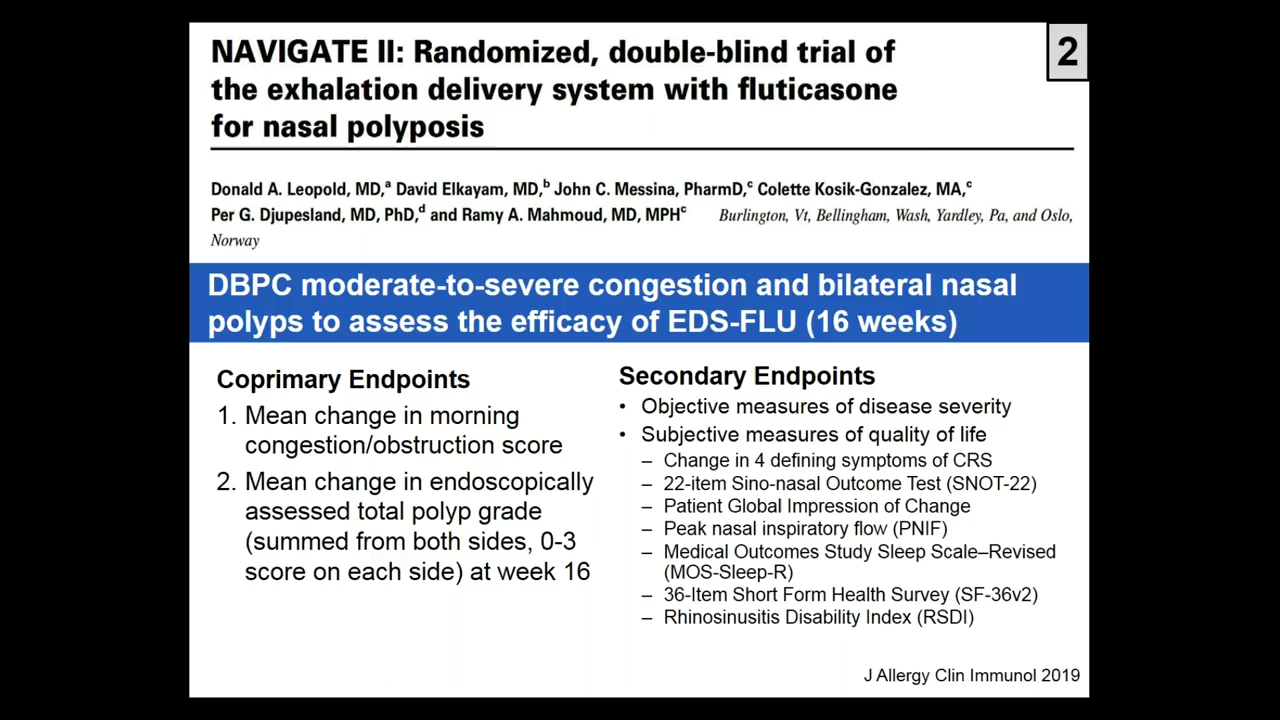 NAVIGATE II: Randomized, double-blind trial of
the exhalation delivery system with fluticasone
for nasal polyposis
2
Donald A. Leopold, MD,a David Elkayam, MD,b John C. Messina, PharmD,c Colette Kosik-Gonzalez, MA,c
Per G. Djupesland, MD, PhD,d and Ramy A. Mahmoud, MD, MPHc Burlington, Vt, Bellingham, Wash, Yardley, Pa, and Oslo,
Norway
DBPC moderate-to-severe congestion and bilateral nasal
polyps to assess the efficacy of EDS-FLU (16 weeks)
Coprimary Endpoints
1. Mean change in morning
congestion/obstruction score
2. Mean change in endoscopically
assessed total polyp grade
(summed from both sides, 0-3
score on each side) at week 16
Secondary Endpoints
• Objective measures of disease severity
• Subjective measures of quality of life
– Change in 4 defining symptoms of CRS
– 22-item Sino-nasal Outcome Test (SNOT-22)
– Patient Global Impression of Change
– Peak nasal inspiratory flow (PNIF)
– Medical Outcomes Study Sleep Scale–Revised
(MOS-Sleep-R)
– 36-Item Short Form Health Survey (SF-36v2)
– Rhinosinusitis Disability Index (RSDI)
J Allergy Clin Immunol 2019